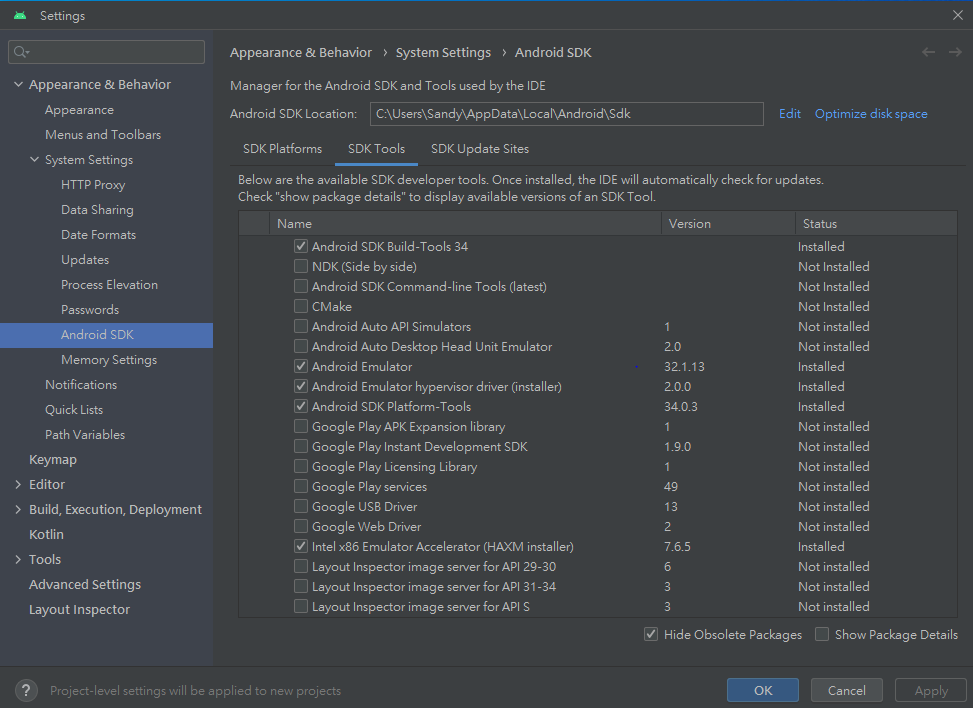 Settings
Appearance & Behavior › System Settings › Android SDK
Manager for the Android SDK and Tools used by the IDE
Android SDK Location: C:\Users\Sandy\AppData\Local\Android\Sdk Edit Optimize disk space
SDK Platforms SDK Tools SDK Update Sites
Below are the available SDK developer tools. Once installed, the IDE will automatically check for updates.
Check "show package details" to display available versions of an SDK Tool.
Name Version Status
Android SDK Build-Tools 34 Installed
NDK (Side by side) Not Installed
Android SDK Command-line Tools (latest) Not Installed
CMake Not Installed
Android Auto API Simulators 1 Not installed
Android Auto Desktop Head Unit Emulator 2.0 Not installed
Android Emulator 32.1.13 Installed
Android Emulator hypervisor driver (installer) 2.0.0 Installed
Android SDK Platform-Tools 34.0.3 Installed
Google Play APK Expansion library 1 Not installed
Google Play Instant Development SDK 1.9.0 Not installed
Google Play Licensing Library 1 Not installed
Google Play services 49 Not installed
Google USB Driver 13 Not installed
Google Web Driver 2 Not installed
Intel x86 Emulator Accelerator (HAXM installer) 7.6.5 Installed
Layout Inspector image server for API 29-30 6 Not installed
Layout Inspector image server for API 31-34 3 Not installed
Layout Inspector image server for API S 3 Not installed
Hide Obsolete Packages Show Package Details
Appearance & Behavior
Appearance
Menus and Toolbars
System Settings
HTTP Proxy
Data Sharing
Date Formats
Updates
Process Elevation
Passwords
Android SDK
Memory Settings
Notifications
Quick Lists
Path Variables
Keymap
Editor
Build, Execution, Deployment
Kotlin
Tools
Advanced Settings
Layout Inspector
? Project-level settings will be applied to new projects
OK Cancel Apply